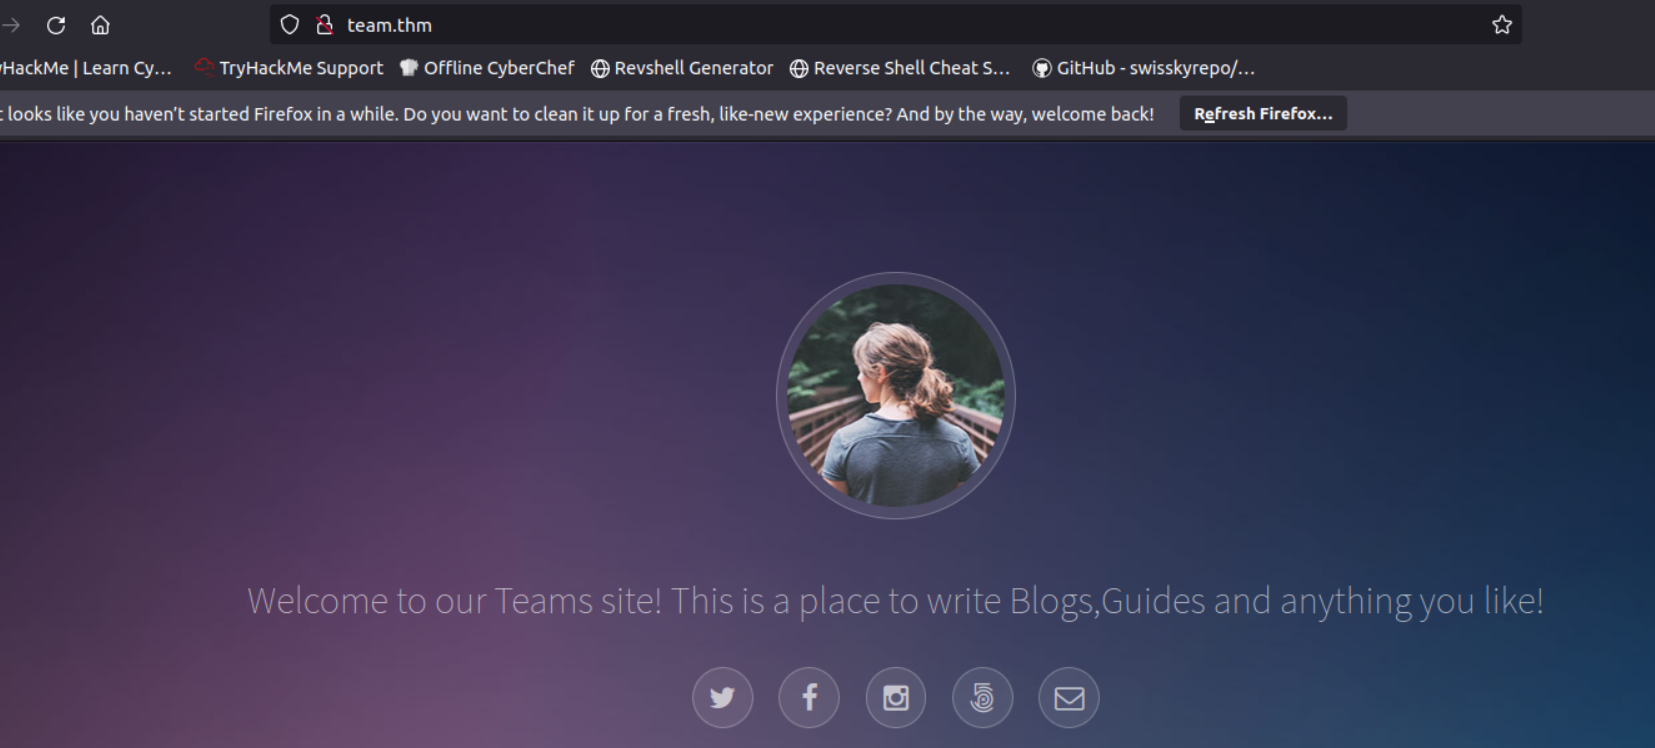 team.thm
HackMe | Learn Cy... TryHackMe Support Offline CyberChef Revshell Generator Reverse Shell Cheat S... GitHub - swisskyrepo/...
looks like you haven't started Firefox in a while. Do you want to clean it up for a fresh, like-new experience? And by the way, welcome back! Refresh Firefox...
Welcome to our Teams site! This is a place to write Blogs,Guides and anything you like!